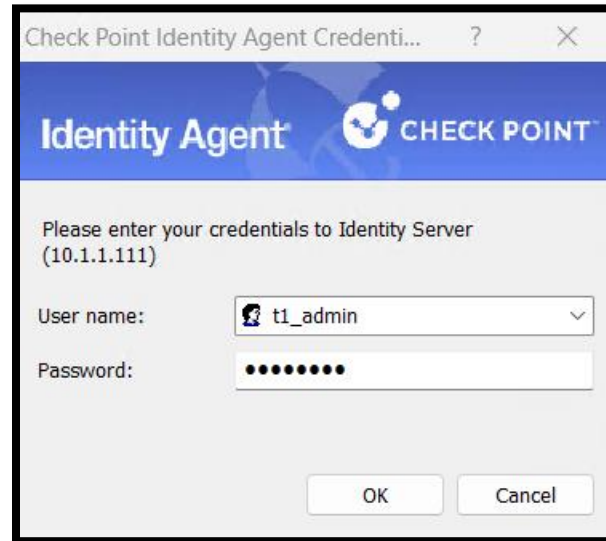 Check Point Identity Agent Credenti...
?
Identity Agent
CHECK POINT
Please enter your credentials to Identity Server
(10.1.1.111)
User name:
t1_admin
Password:
●●●●●●●●
OK
Cancel